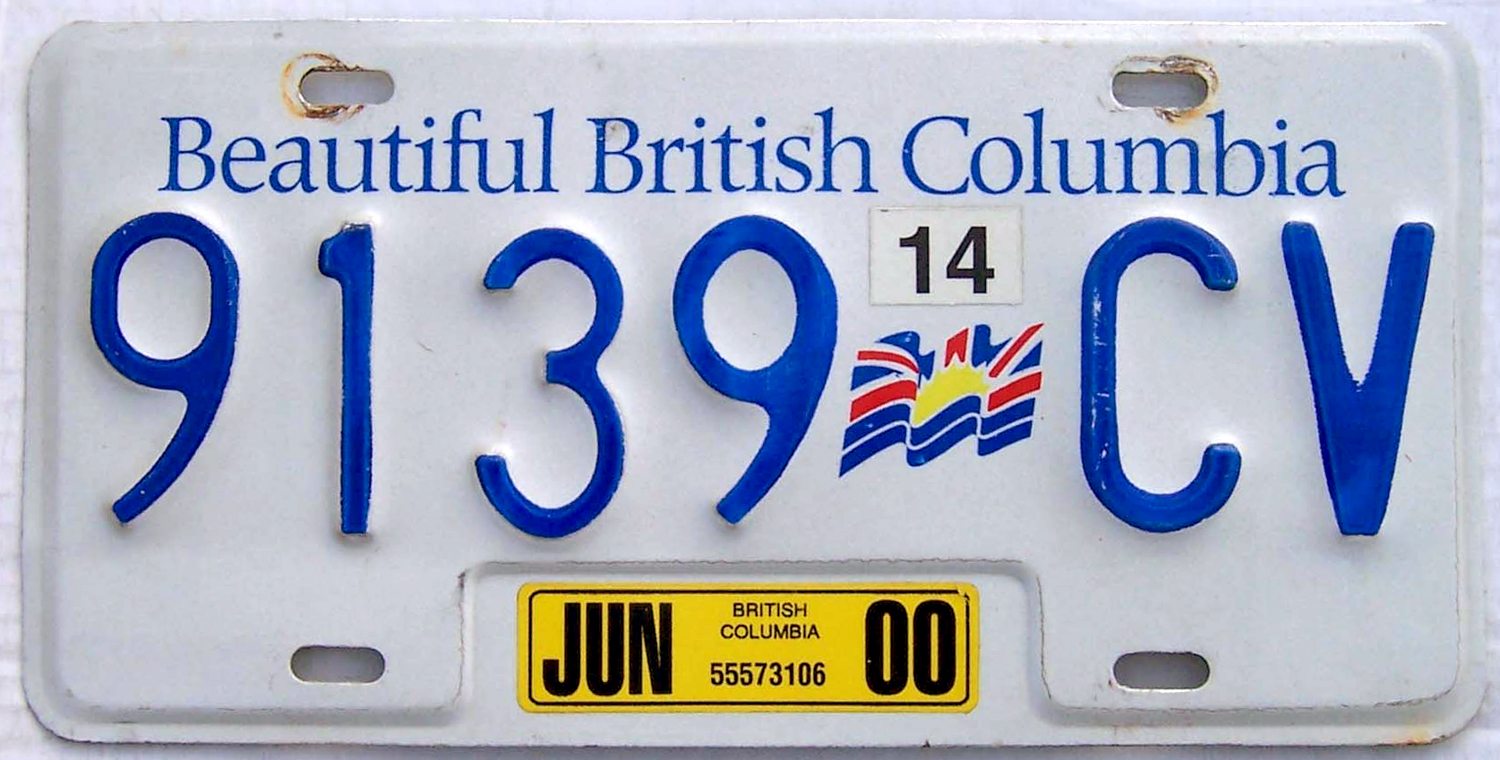 Beautiful British Columbia
9139 CV
14
JUN
BRITISH
COLUMBIA
55573106
00